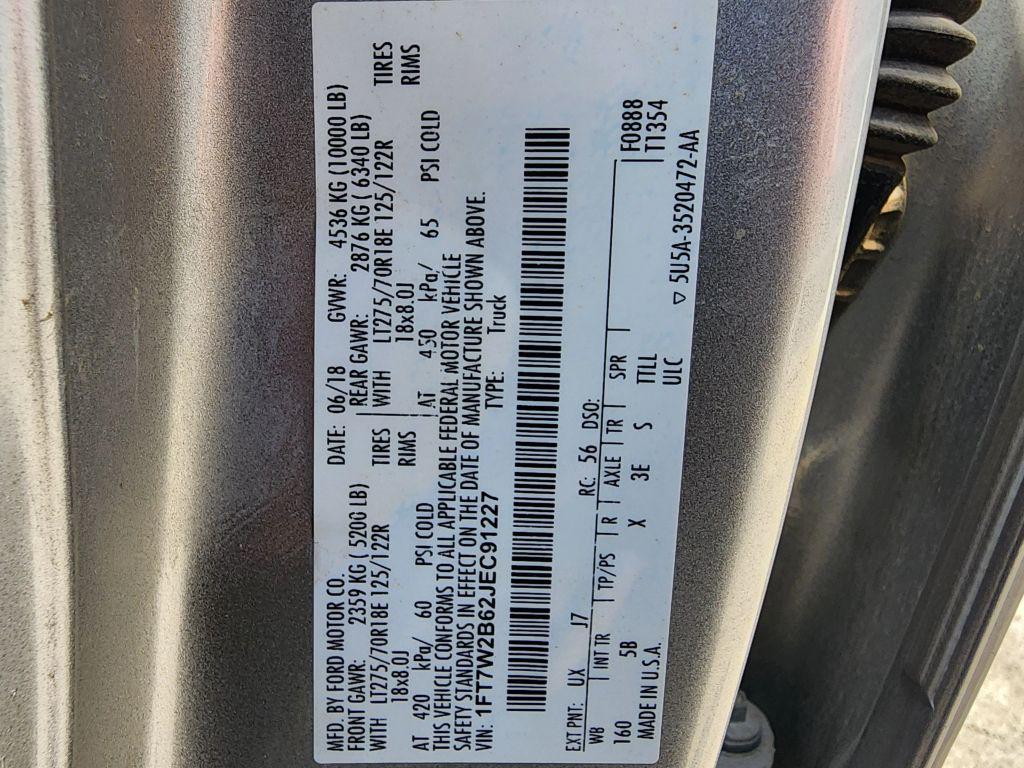 MFD. BY FORD MOTOR CO. DATE: 06/18 GVWR: 4536 KG (10000 LB)
FRONT GAWR: 2359 KG ( 5200 LB) REAR GAWR: 2876 KG ( 6340 LB)
WITH LT275/70R18E 125/122R TIRES WITH LT275/70R18E 125/122R TIRES
18x8.0J RIMS 18x8.0J RIMS
AT 420 kPa/ 60 PSI COLD AT 450 kPa/ 65 PSI COLD
THIS VEHICLE CONFORMS TO ALL APPLICABLE FEDERAL MOTOR VEHICLE
SAFETY STANDARDS IN EFFECT ON THE DATE OF MANUFACTURE SHOWN ABOVE.
VIN: 1FT7W2B62JEC91227 TYPE: Truck
EXT PNT: UX J7 RC: 56 DSO: F0888
WB INT TR TP/PS R AXLE TR SPR T1354
160 5B X 3E S TTLL
MADE IN U.S.A. ULC
▽ 5U5A-3520472-AA